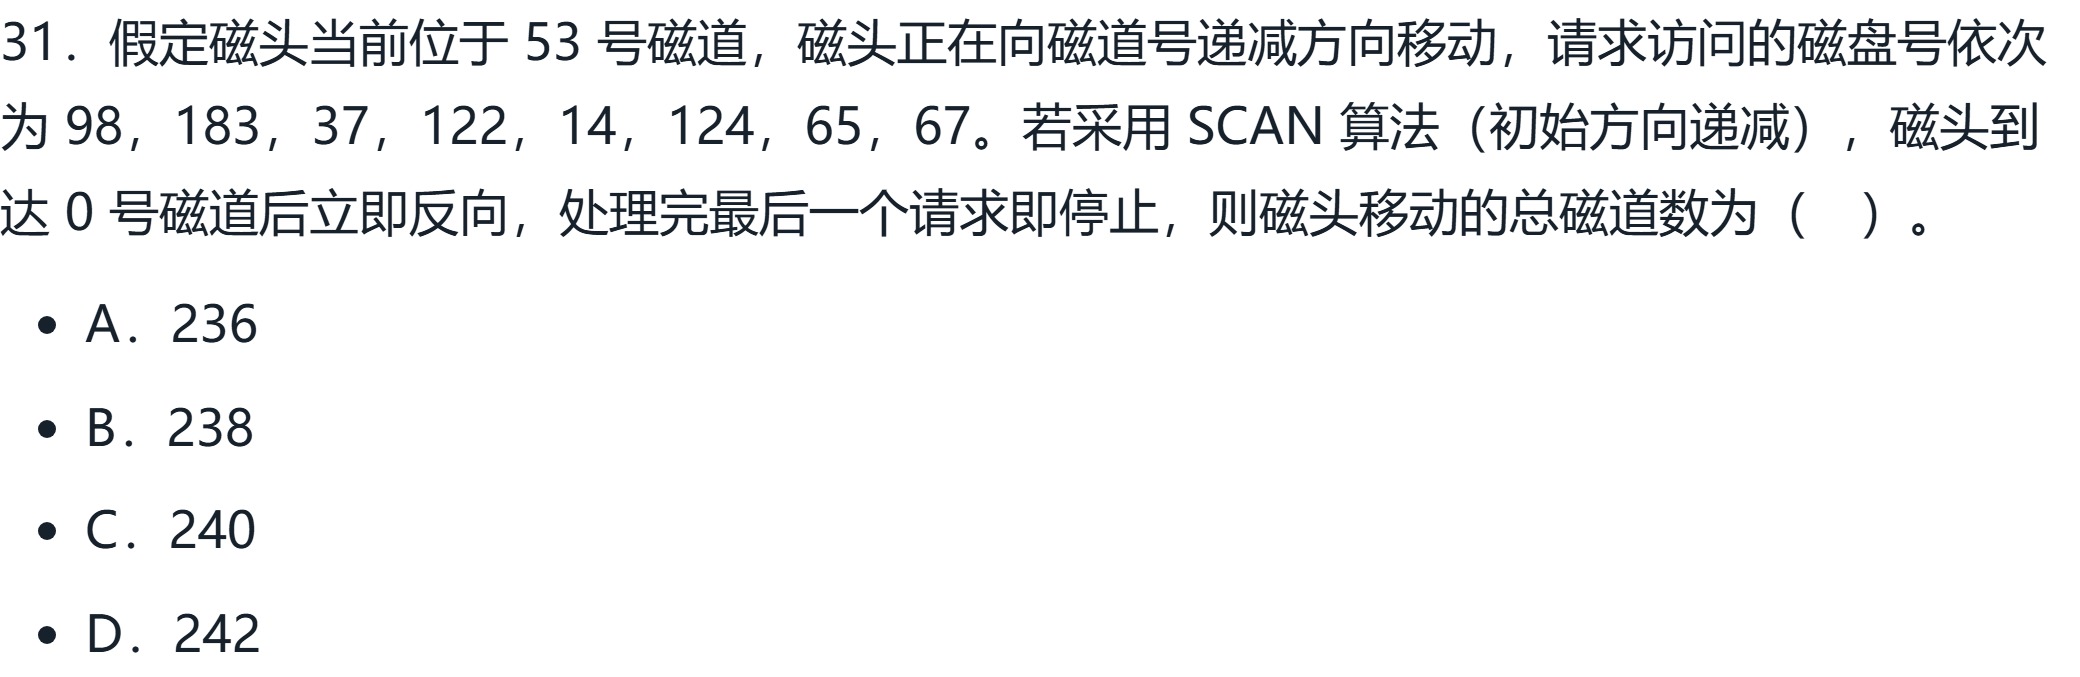 31．假定磁头当前位于 53 号磁道，磁头正在向磁道号递减方向移动，请求访问的磁盘号依次
为 98，183，37，122，14，124，65，67。若采用 SCAN 算法（初始方向递减），磁头到
达 0 号磁道后立即反向，处理完最后一个请求即停止，则磁头移动的总磁道数为（　）。
• A．236
• B．238
• C．240
• D．242